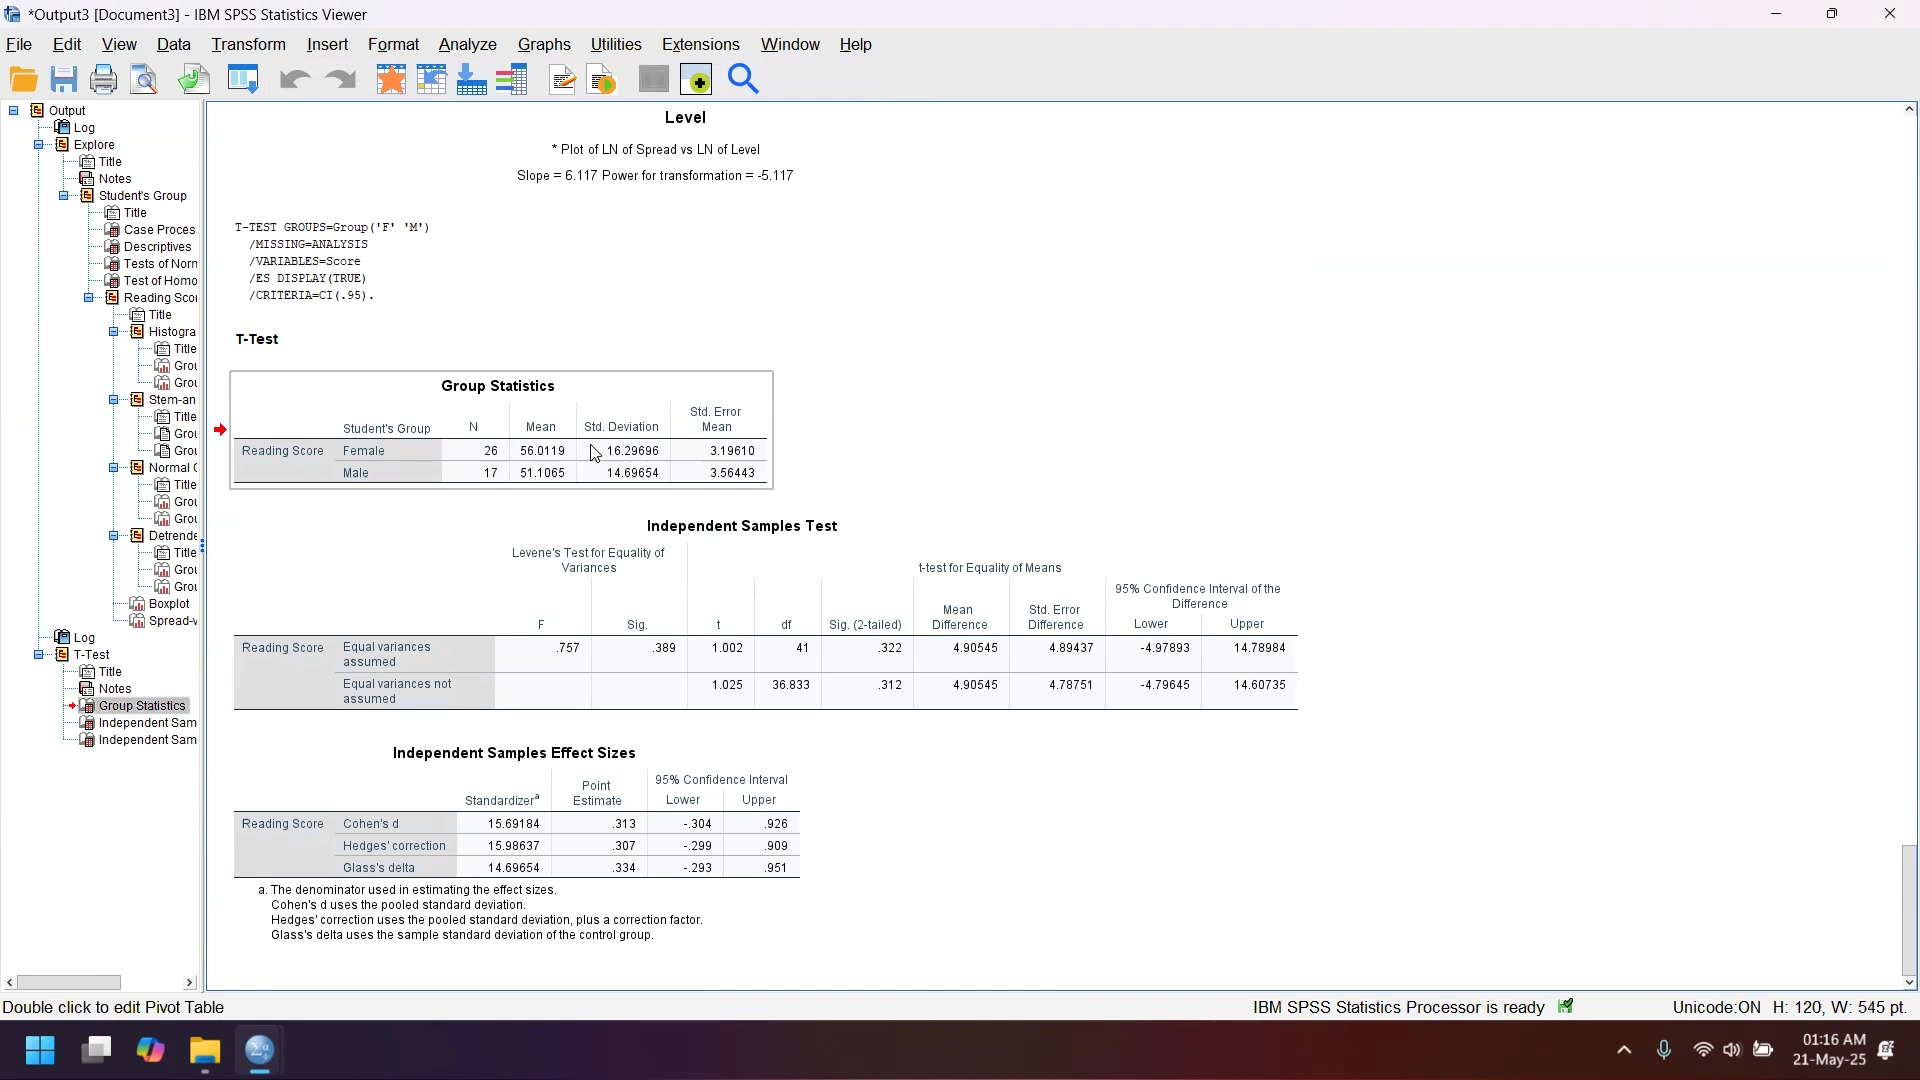 *Output3 [Document3] - IBM SPSS Statistics Viewer
File Edit View Data Transform Insert Format Analyze Graphs Utilities Extensions Window Help
Output
Log
Explore
Title
Notes
Student's Group
Title
Case Proces
Descriptives
Tests of Norn
Test of Homo
Reading Scor
Title
Histogra
Title
Grou
Grou
Stem-an
Title
Grou
Grou
Normal Q
Title
Grou
Grou
Detrende
Title
Grou
Grou
Boxplot
Spread-v
Log
T-Test
Title
Notes
Group Statistics
Independent Sam
Independent Sam
Level
* Plot of LN of Spread vs LN of Level
Slope = 6.117 Power for transformation = -5.117
T-TEST GROUPS=Group('F' 'M')
/MISSING=ANALYSIS
/VARIABLES=Score
/ES DISPLAY(TRUE)
/CRITERIA=CI(.95).
T-Test
Group Statistics
Student's Group N Mean Std. Deviation Std. Error Mean
Reading Score Female 26 56.0119 16.29696 3.19610
Male 17 51.1065 14.69654 3.56443
Independent Samples Test
Levene's Test for Equality of Variances
t-test for Equality of Means
95% Confidence Interval of the Difference
F Sig. t df Sig. (2-tailed) Mean Difference Std. Error Difference Lower Upper
Reading Score Equal variances assumed .757 .389 1.002 41 .322 4.90545 4.89437 -4.97893 14.78984
Equal variances not assumed 1.025 36.833 .312 4.90545 4.78751 -4.79645 14.60735
Independent Samples Effect Sizes
Standardizer a Point Estimate 95% Confidence Interval
Lower Upper
Reading Score Cohen's d 15.69184 .313 -.304 .926
Hedges' correction 15.98637 .307 -.299 .909
Glass's delta 14.69654 .334 -.293 .951
a. The denominator used in estimating the effect sizes.
Cohen's d uses the pooled standard deviation.
Hedges' correction uses the pooled standard deviation, plus a correction factor.
Glass's delta uses the sample standard deviation of the control group.
Double click to edit Pivot Table
IBM SPSS Statistics Processor is ready
Unicode:ON H: 120, W: 545 pt.
01:16 AM
21-May-25